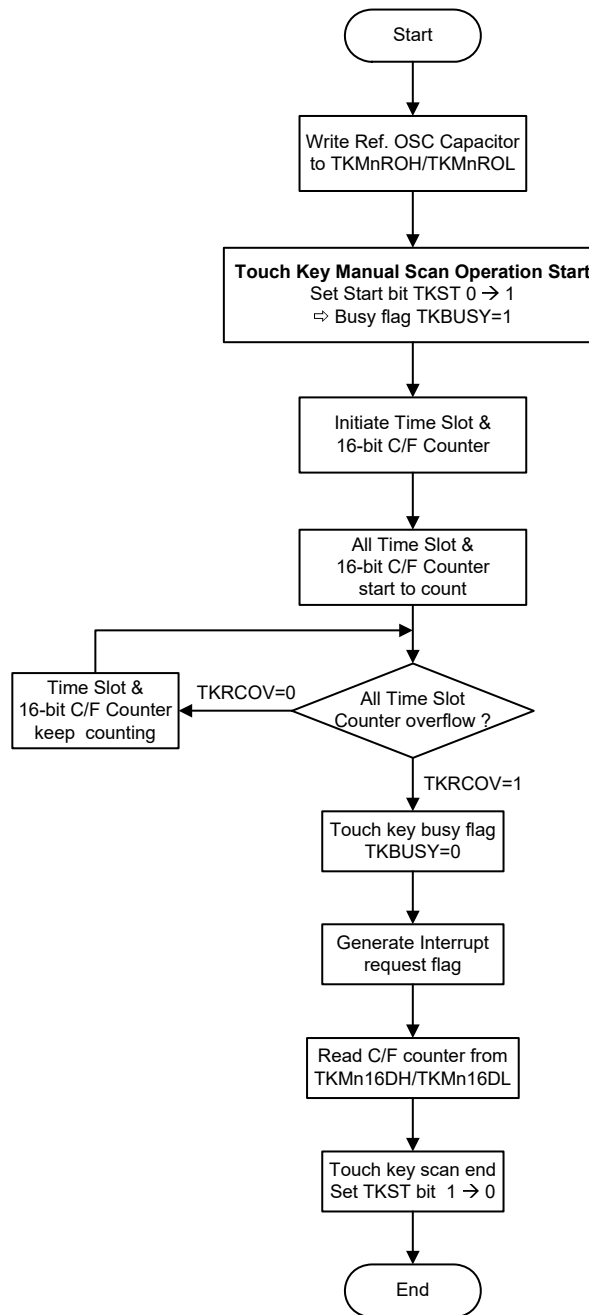 Start
Write Ref. OSC Capacitor
to TKMnROH/TKMnROL
Touch Key Manual Scan Operation Start
Set Start bit TKST 0 → 1
⇨ Busy flag TKBUSY=1
Initiate Time Slot &
16-bit C/F Counter
All Time Slot &
16-bit C/F Counter
start to count
Time Slot &
16-bit C/F Counter
keep counting
TKRCOV=0
All Time Slot
Counter overflow ?
TKRCOV=1
Touch key busy flag
TKBUSY=0
Generate Interrupt
request flag
Read C/F counter from
TKMn16DH/TKMn16DL
Touch key scan end
Set TKST bit 1 → 0
End